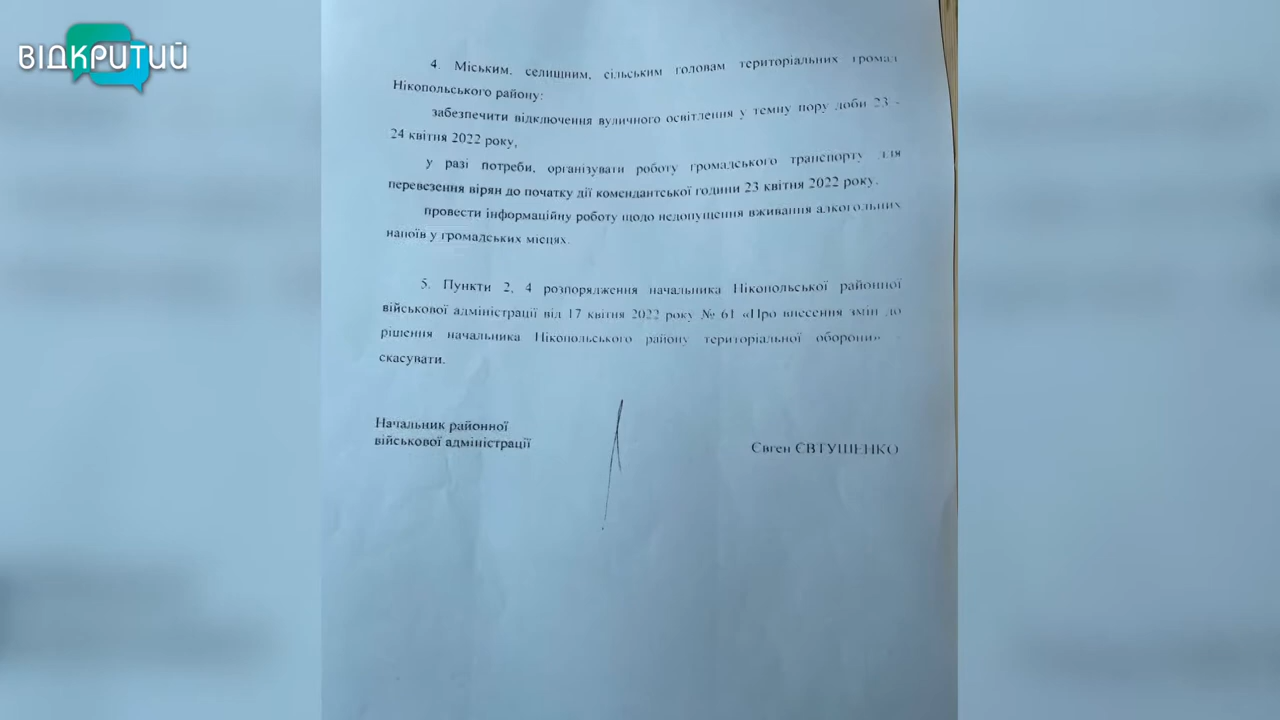 ВІДКРИТИЙ
4. Міським, селищним, сільським головам територіальних громад
Нікопольського району:
забезпечити відключення вуличного освітлення у темну пору доби 23 -
24 квітня 2022 року,
у разі потреби, організувати роботу громадського транспорту для
перевезення вірян до початку дії комендантської години 23 квітня 2022 року.
провести інформаційну роботу щодо недопущення вживання алкогольних
напоїв у громадських місцях.
5. Пункти 2, 4 розпорядження начальника Нікопольської районної
військової адміністрації від 17 квітня 2022 року № 61 «Про внесення змін до
рішення начальника Нікопольського району територіальної оборони» -
скасувати.
Начальник районної
військової адміністрації
Євген ЄВТУШЕНКО